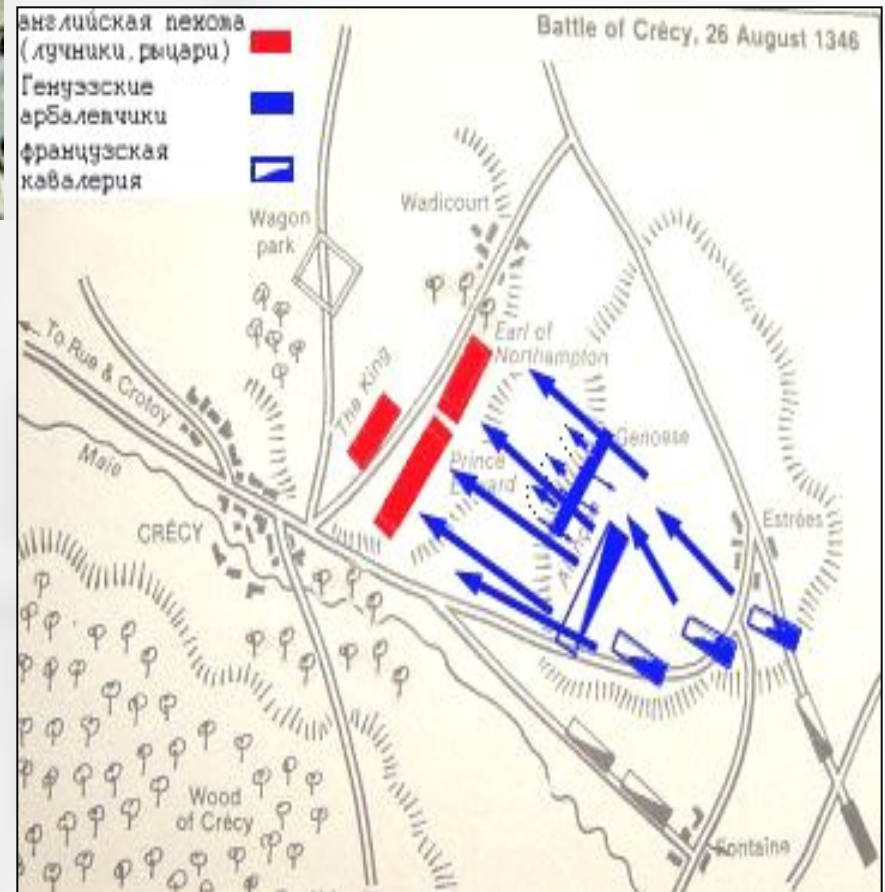 английская пехота
(лучники,рыцари)
Генуэзские
арбалетчики
французская
кавалерия
Battle of Crécy, 26 August 1346
Wagon
park
Wadicourt
Earl of
Northampton
The King
To Rue & Crotoy
Genoese
Prince
Maie
Estrées
CRÉCY
Wood
of Crécy
Fontaine